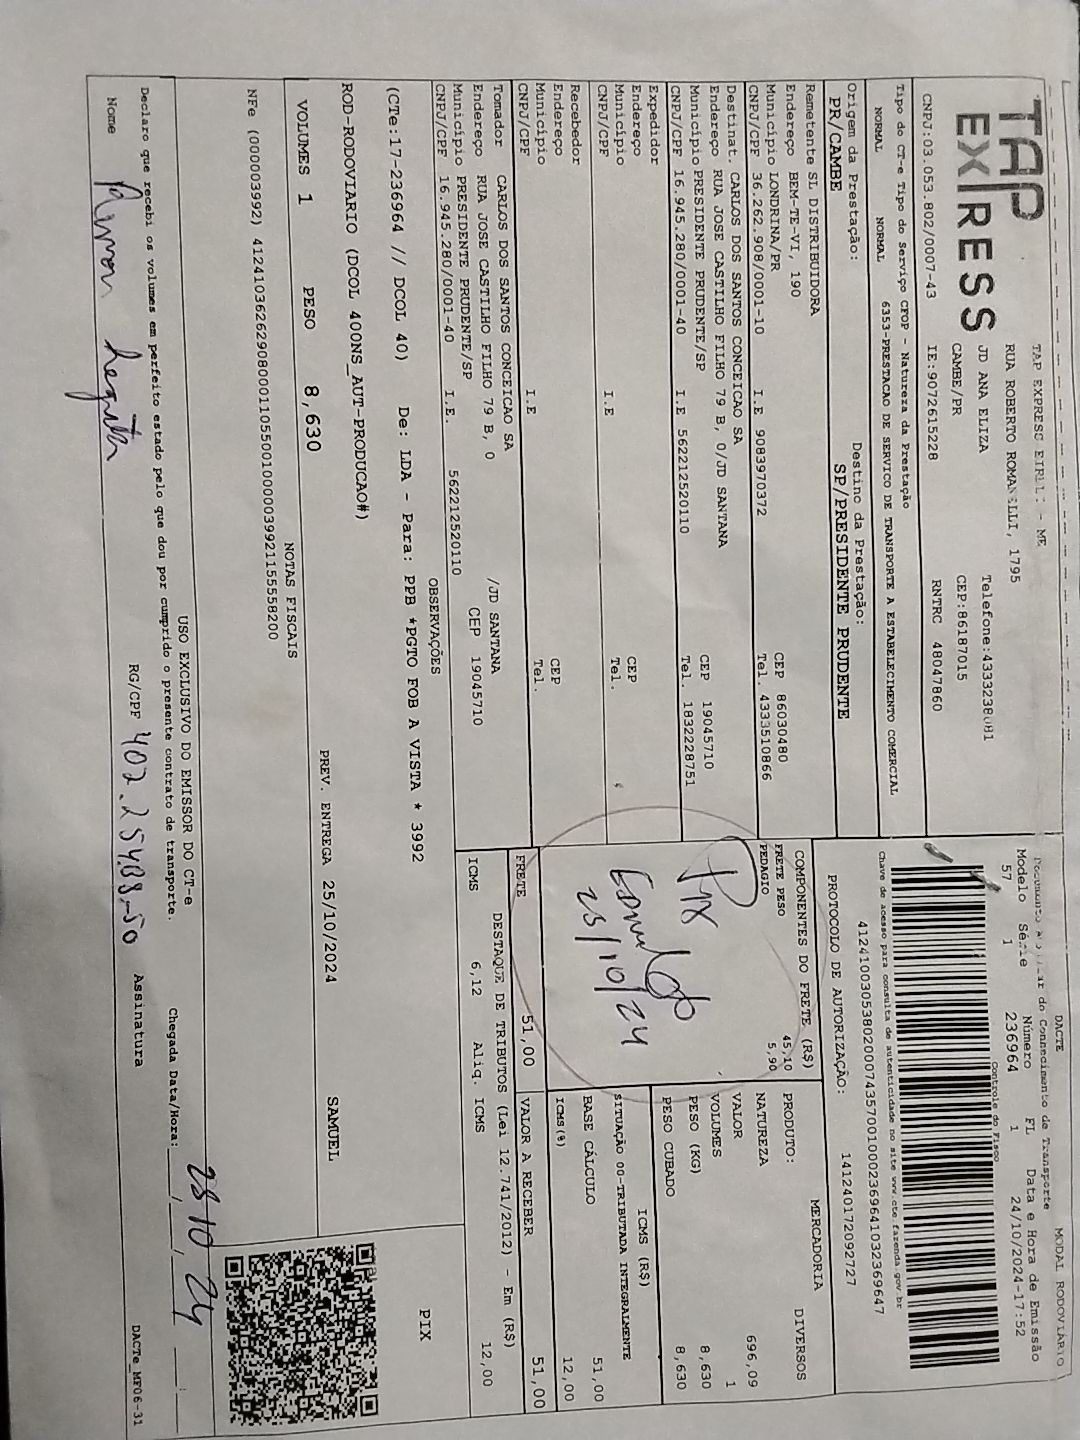 TAP
EXPRESS
TAP EXPRESS EIRELI - ME
RUA ROBERTO ROMANELLI, 1795
JD ANA ELIZA Telefone:4333238081
CAMBE/PR CEP:86187015
CNPJ:03.053.802/0007-43 IE:9072615228 RNTRC 48047860
DACTE MODAL RODOVIÁRIO
Documento Auxiliar do Conhecimento de Transporte
Modelo Série Número FL Data e Hora de Emissão
57 1 236964 1 24/10/2024-17:52
Controle do Fisco
Chave de acesso para consulta de autenticidade no site www.cte.fazenda.gov.br
41241003053802000743570010002369641032369647
PROTOCOLO DE AUTORIZAÇÃO: 141240172092727
Tipo do CT-e Tipo do Serviço CFOP - Natureza da Prestação
NORMAL NORMAL 6353-PRESTACAO DE SERVICO DE TRANSPORTE A ESTABELECIMENTO COMERCIAL
Origem da Prestação: Destino da Prestação:
PR/CAMBE SP/PRESIDENTE PRUDENTE
Remetente SL DISTRIBUIDORA
Endereço BEM-TE-VI, 190 CEP 86030480
Município LONDRINA/PR Tel. 4333510866
CNPJ/CPF 36.262.908/0001-10 I.E 9083970372
Destinat. CARLOS DOS SANTOS CONCEICAO SA
Endereço RUA JOSE CASTILHO FILHO 79 B, 0/JD SANTANA
Município PRESIDENTE PRUDENTE/SP CEP 19045710
CNPJ/CPF 16.945.280/0001-40 I.E 562212520110 Tel. 1832228751
Expedidor
Endereço CEP
Município Tel.
CNPJ/CPF I.E
Recebedor
Endereço CEP
Município Tel.
CNPJ/CPF I.E
Tomador CARLOS DOS SANTOS CONCEICAO SA
Endereço RUA JOSE CASTILHO FILHO 79 B, 0 /JD SANTANA
Município PRESIDENTE PRUDENTE/SP CEP 19045710
CNPJ/CPF 16.945.280/0001-40 I.E. 562212520110
COMPONENTES DO FRETE (R$)
FRETE PESO 45,10
PEDAGIO 5,90
Pix
25/10/24
FRETE 51,00
MERCADORIA
PRODUTO: DIVERSOS
NATUREZA
VALOR 696,09
VOLUMES 1
PESO (KG) 8,630
PESO CUBADO 8,630
ICMS (R$)
SITUAÇÃO 00-TRIBUTADA INTEGRALMENTE
BASE CÁLCULO 51,00
ICMS(%) 12,00
VALOR A RECEBER 51,00
DESTAQUE DE TRIBUTOS (Lei 12.741/2012) - Em (R$)
ICMS 6,12 Aliq. ICMS 12,00
OBSERVAÇÕES
(CTe:17-236964 // DCOL 40) De: LDA - Para: PPB *PGTO FOB A VISTA * 3992
ROD-RODOVIARIO (DCOL 400NS_AUT-PRODUCAO#)
PIX
VOLUMES 1 PESO 8,630 PREV. ENTREGA 25/10/2024 SAMUEL
NOTAS FISCAIS
NFe (000003992) 41241036262908000110550010000039921155558200
USO EXCLUSIVO DO EMISSOR DO CT-e
Declaro que recebi os volumes em perfeito estado pelo que dou por cumprido o presente contrato de transporte. Chegada Data/Hora: 25 10 24
Nome RG/CPF Assinatura
DACTe_MF06-31